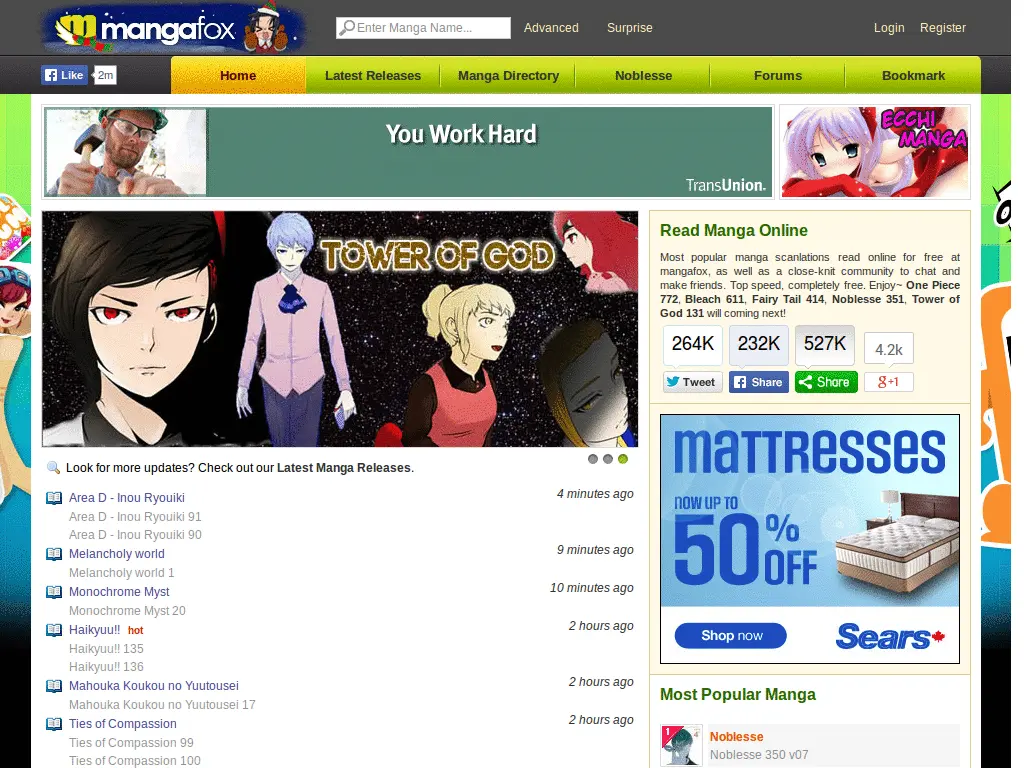 mangafox
Enter Manga Name...
Advanced
Surprise
Login
Register
Like
2m
Home
Latest Releases
Manga Directory
Noblesse
Forums
Bookmark
You Work Hard
TransUnion.
ECCHI
MANGA
TOWER OF GOD
Look for more updates? Check out our Latest Manga Releases.
Area D - Inou Ryouiki
4 minutes ago
Area D - Inou Ryouiki 91
Area D - Inou Ryouiki 90
Melancholy world
9 minutes ago
Melancholy world 1
Monochrome Myst
10 minutes ago
Monochrome Myst 20
Haikyuu!! hot
2 hours ago
Haikyuu!! 135
Haikyuu!! 136
Mahouka Koukou no Yuutousei
2 hours ago
Mahouka Koukou no Yuutousei 17
Ties of Compassion
2 hours ago
Ties of Compassion 99
Ties of Compassion 100
Read Manga Online
Most popular manga scanlations read online for free at
mangafox, as well as a close-knit community to chat and
make friends. Top speed, completely free. Enjoy~ One Piece
772, Bleach 611, Fairy Tail 414, Noblesse 351, Tower of
God 131 will coming next!
264K
232K
527K
4.2k
Tweet
Share
Share
g+1
mattresses
NOW UP TO
50% OFF
Shop now
Sears
Most Popular Manga
1
Noblesse
Noblesse 350 v07